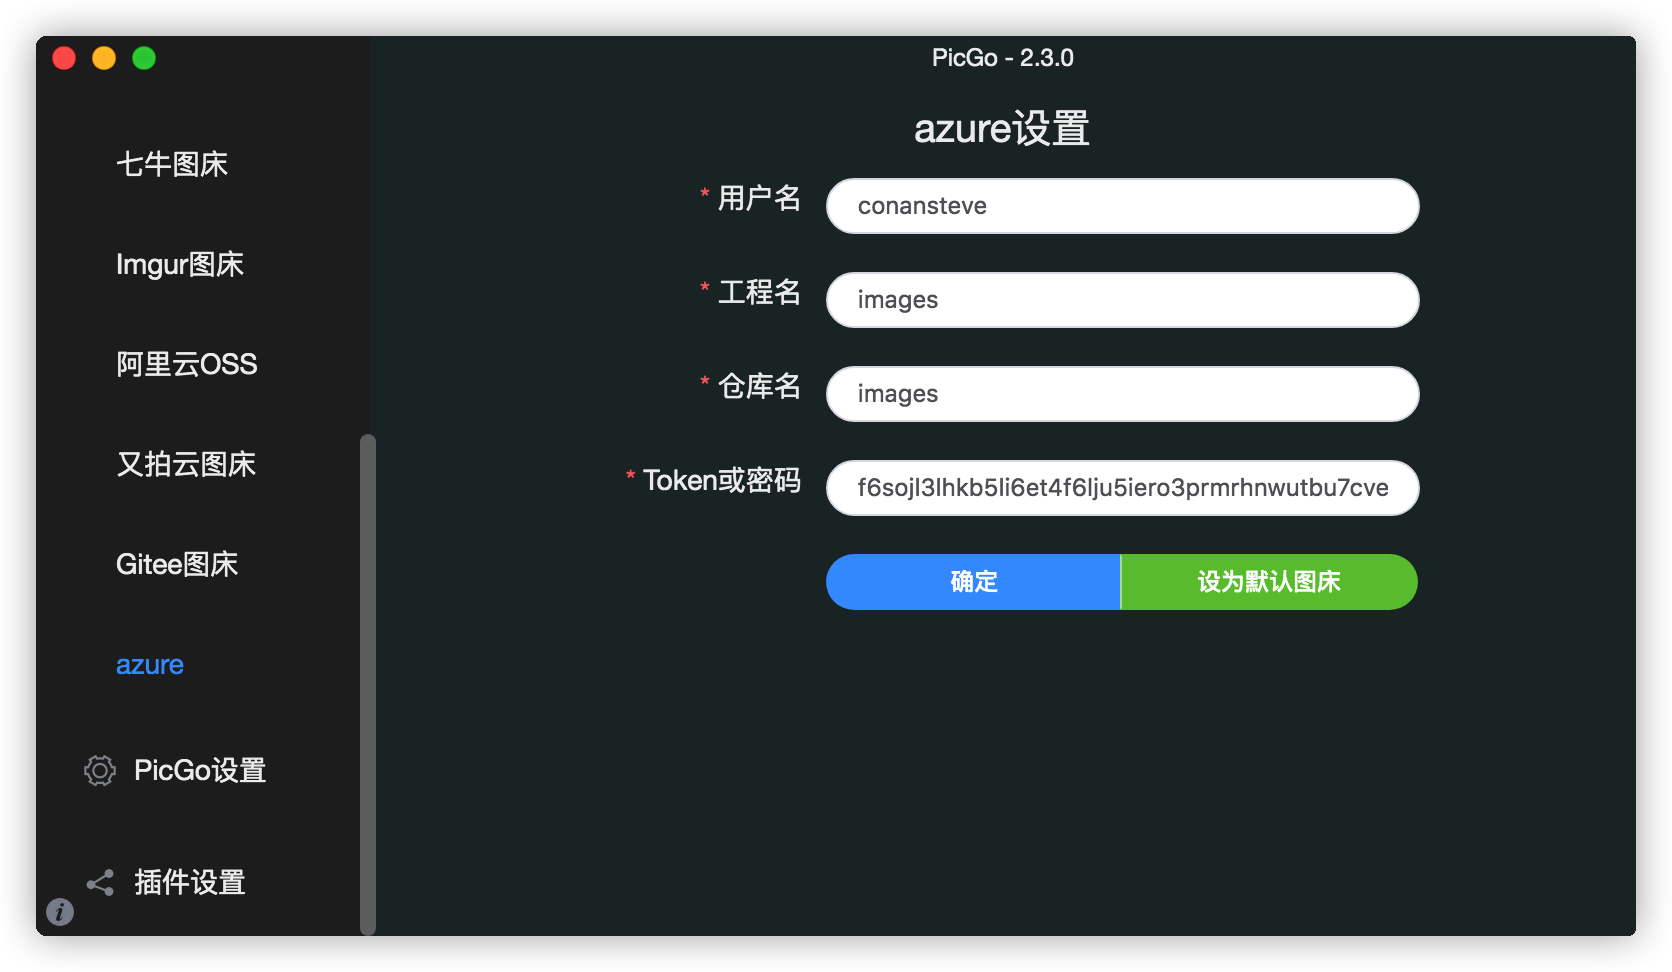 PicGo - 2.3.0
七牛图床
Imgur图床
阿里云OSS
又拍云图床
Gitee图床
azure
PicGo设置
插件设置
azure设置
* 用户名 conansteve
* 工程名 images
* 仓库名 images
* Token或密码 f6sojl3lhkb5li6et4f6lju5iero3prmrhnwutbu7cve
确定 设为默认图床